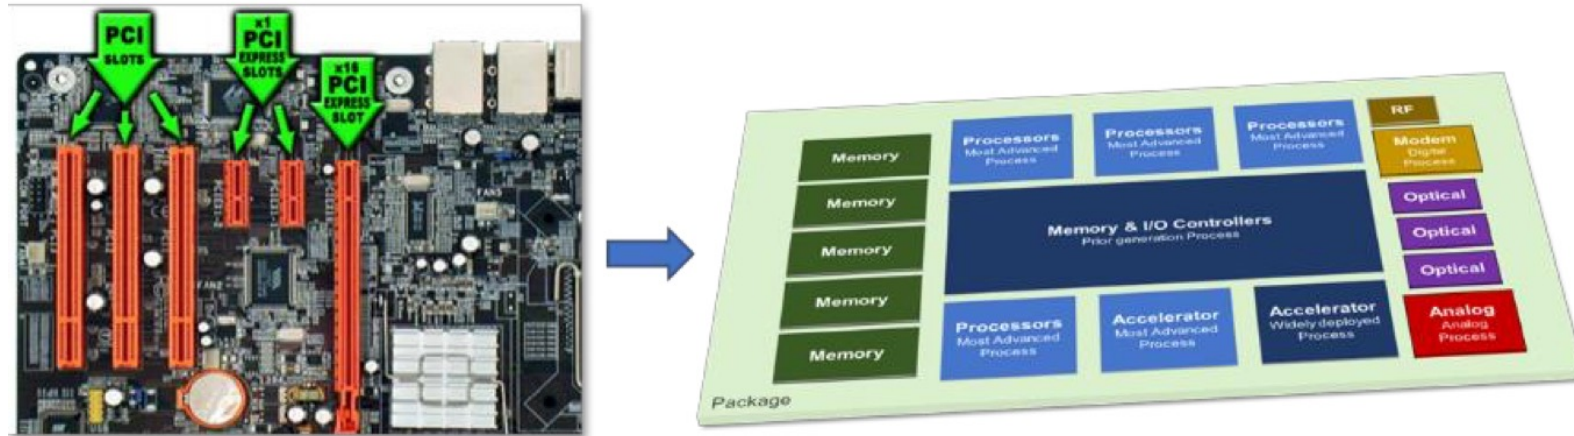 PCI
SLOTS
x1
PCI
EXPRESS
SLOTS
x16
PCI
EXPRESS
SLOT
FAN2
Memory
Memory
Memory
Memory
Memory
Processors
Most Advanced
Process
Processors
Most Advanced
Process
Processors
Most Advanced
Process
Memory & I/O Controllers
Prior generation Process
Processors
Most Advanced
Process
Accelerator
Most Advanced
Process
Accelerator
Widely deployed
Process
RF
Modem
Digital
Process
Optical
Optical
Optical
Analog
Analog
Process
Package